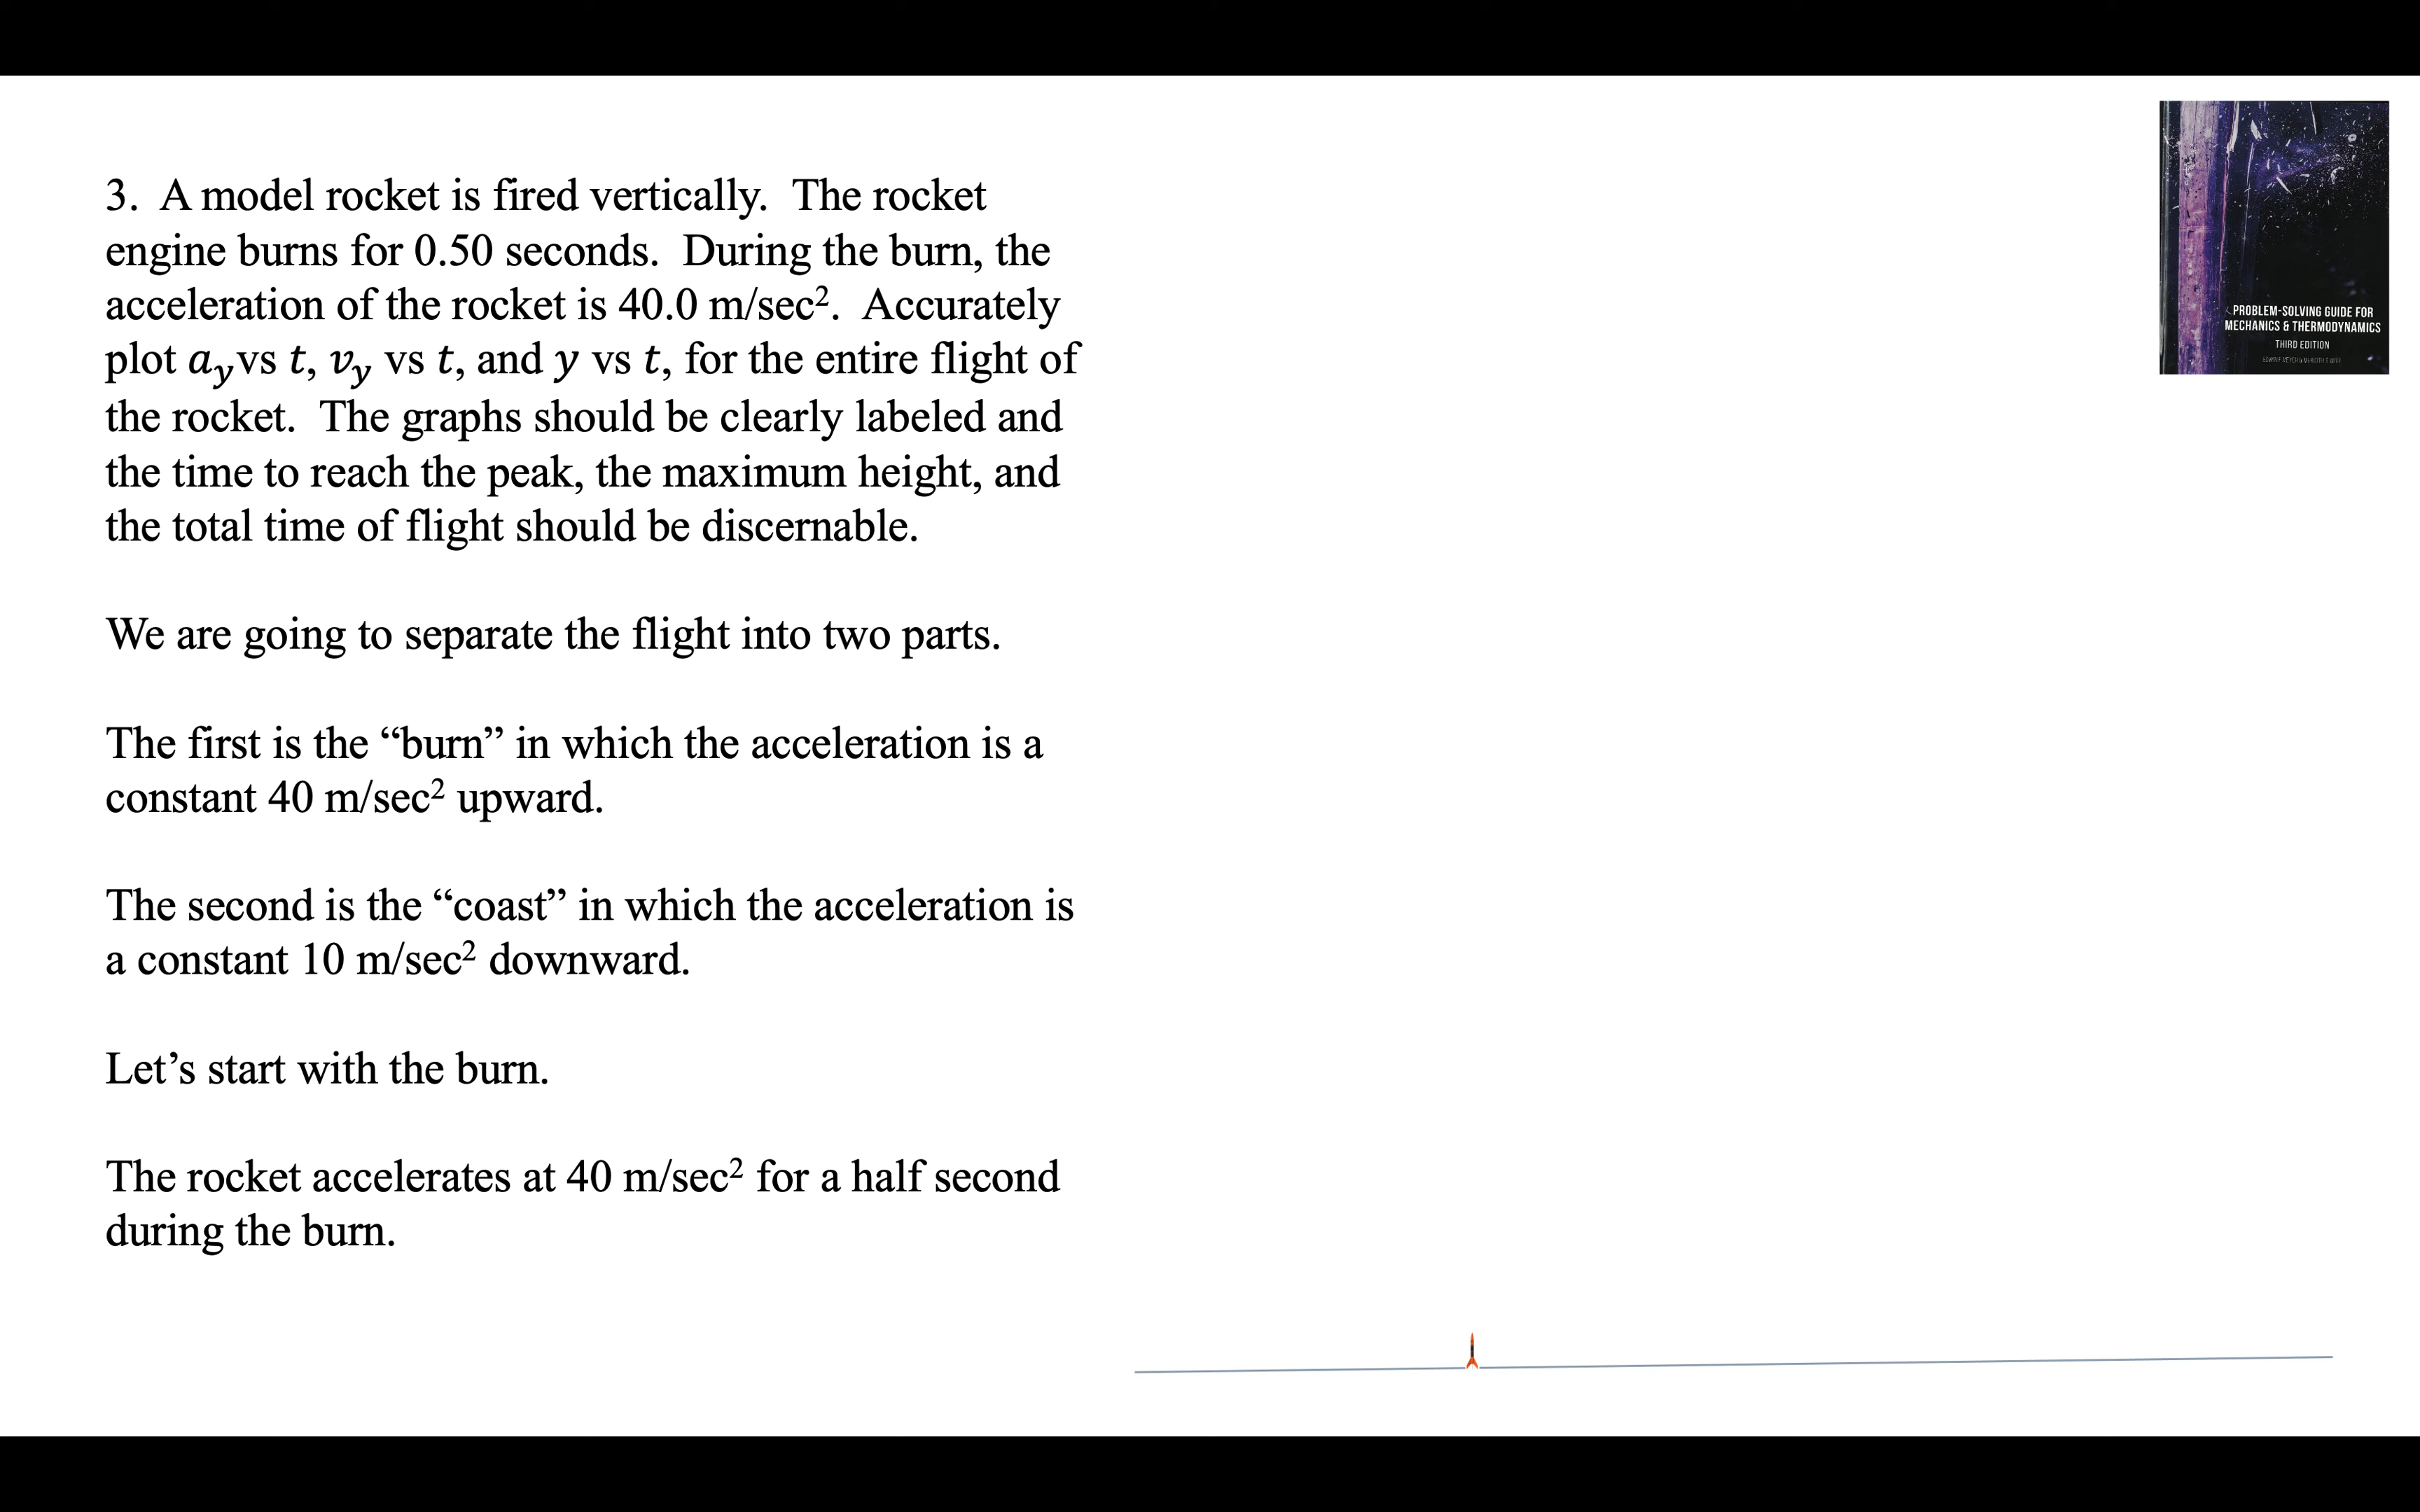 3.  A model rocket is fired vertically.  The rocket
engine burns for 0.50 seconds.  During the burn, the
acceleration of the rocket is 40.0 m/sec².  Accurately
plot a_y vs t, v_y vs t, and y vs t, for the entire flight of
the rocket.  The graphs should be clearly labeled and
the time to reach the peak, the maximum height, and
the total time of flight should be discernable.
We are going to separate the flight into two parts.
The first is the “burn” in which the acceleration is a
constant 40 m/sec² upward.
The second is the “coast” in which the acceleration is
a constant 10 m/sec² downward.
Let’s start with the burn.
The rocket accelerates at 40 m/sec² for a half second
during the burn.
PROBLEM-SOLVING GUIDE FOR
MECHANICS & THERMODYNAMICS
THIRD EDITION